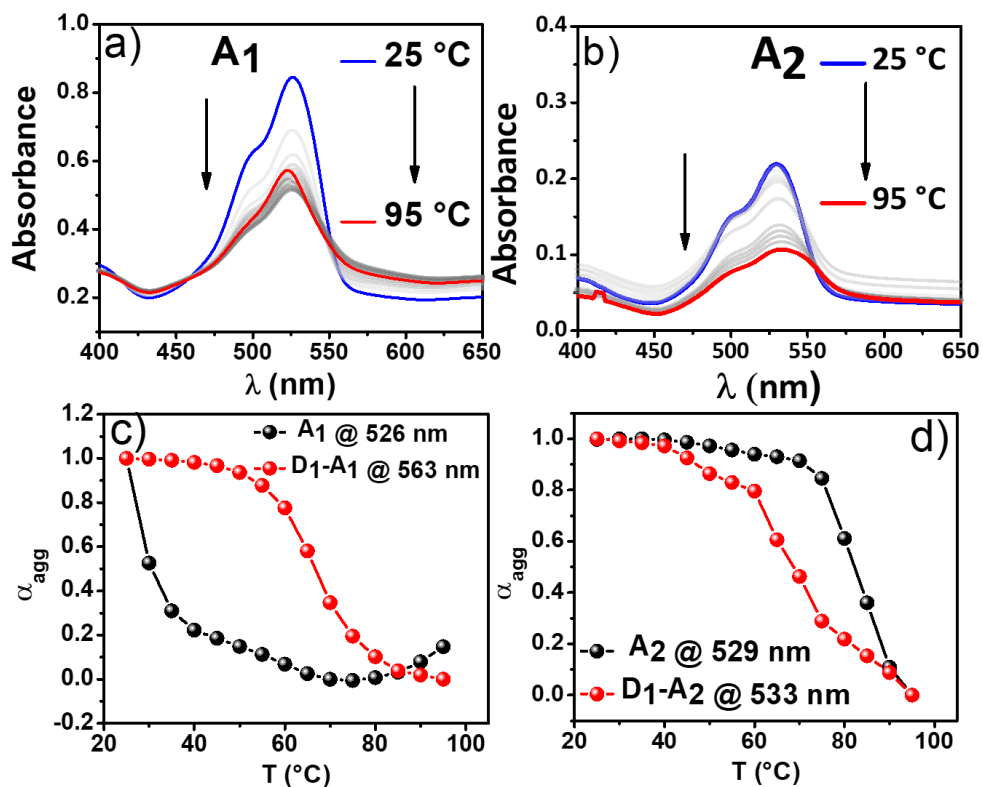 a)
A1
25 °C
95 °C
Absorbance
1.0
0.8
0.6
0.4
0.2
400 450 500 550 600 650
λ (nm)
b)
A2
25 °C
95 °C
Absorbance
0.4
0.3
0.2
0.1
0.0
400 450 500 550 600 650
λ (nm)
c)
A1 @ 526 nm
D1-A1 @ 563 nm
αagg
1.2
1.0
0.8
0.6
0.4
0.2
0.0
-0.2
20 40 60 80 100
T (°C)
d)
A2 @ 529 nm
D1-A2 @ 533 nm
αagg
1.0
0.8
0.6
0.4
0.2
0.0
20 40 60 80 100
T (°C)